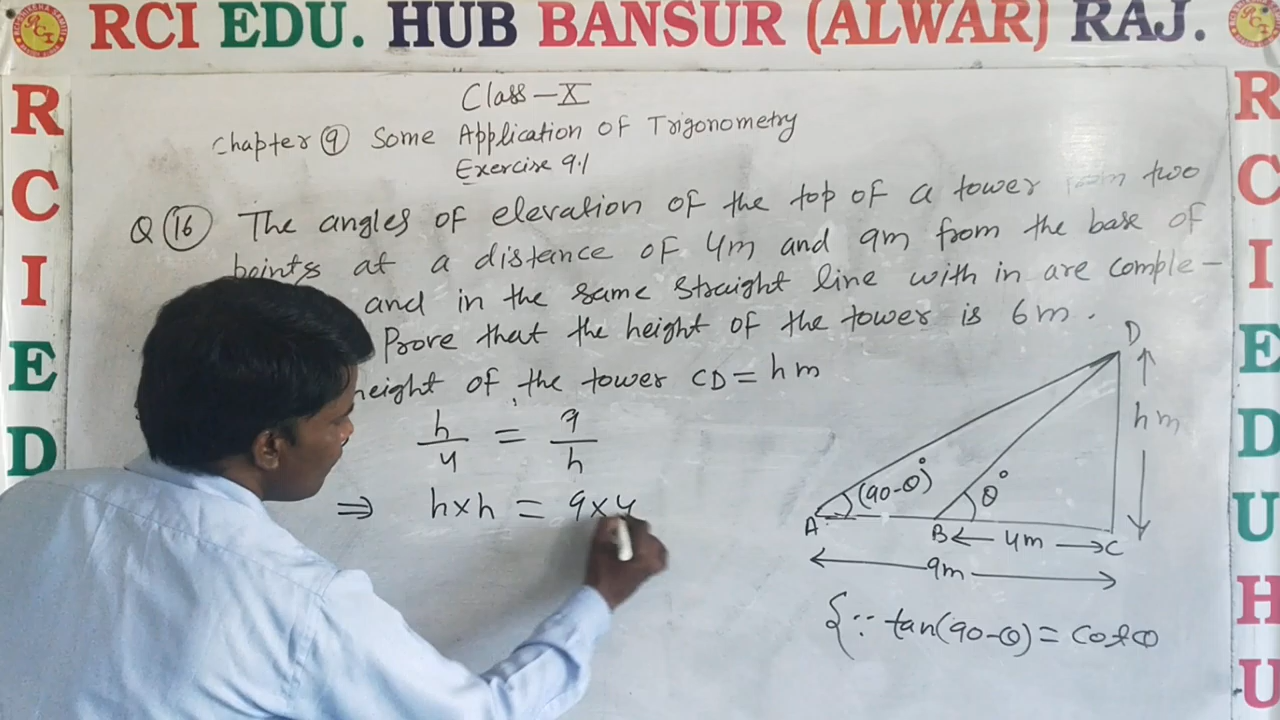 RCI EDU. HUB BANSUR (ALWAR) RAJ.
R
C
I
E
D
R
C
I
E
D
U
H
U
Class-X
Chapter ⑨ Some Application of Trigonometry
Exercise 9.1
Q ⑯ The angles of elevation of the top of a tower from two
points at a distance of 4m and 9m from the base of
and in the same straight line with in are comple-
Prove that the height of the tower is 6m.
height of the tower CD = h m
h/4 = 9/h
⇒ h×h = 9×4
D
h m
(90-θ)°
θ°
A
B
4m
C
9m
{∵ tan(90-θ) = Cotθ